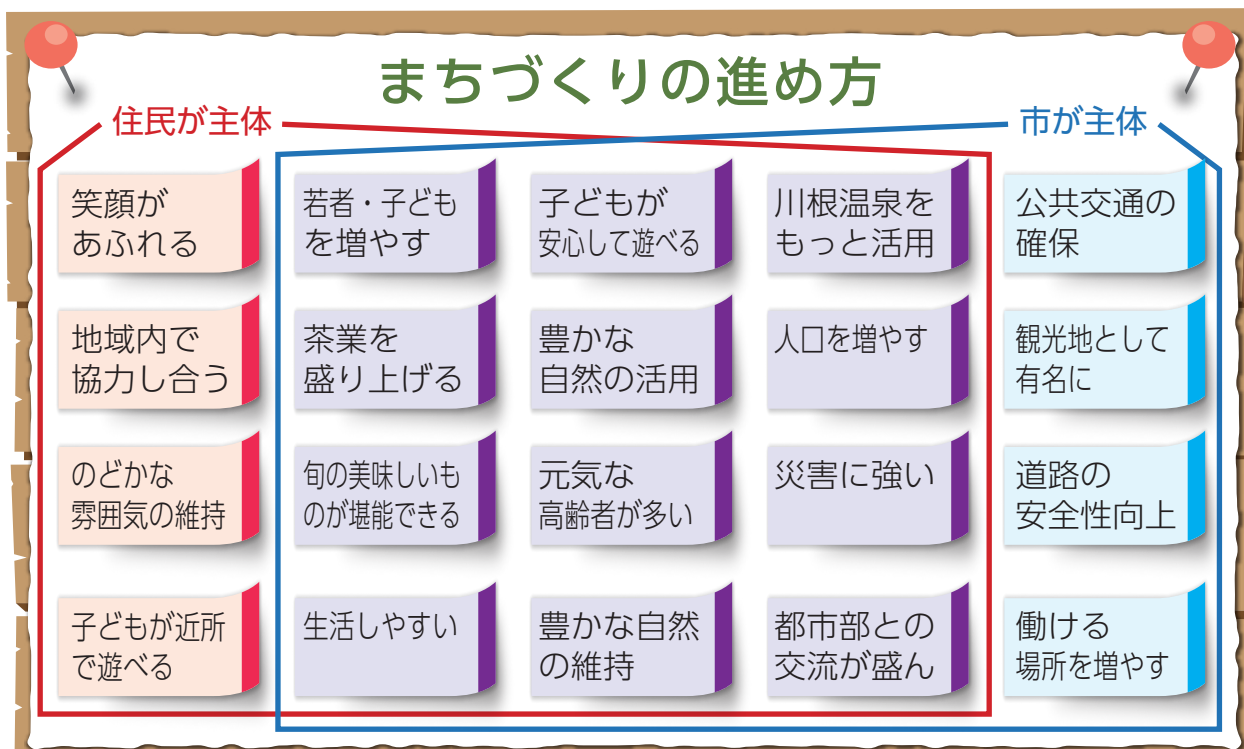 まちづくりの進め方
住民が主体
市が主体
笑顔が
あふれる
若者・子ども
を増やす
子どもが
安心して遊べる
川根温泉を
もっと活用
公共交通の
確保
地域内で
協力し合う
茶業を
盛り上げる
豊かな
自然の活用
人口を増やす
観光地として
有名に
のどかな
雰囲気の維持
旬の美味しいも
のが堪能できる
元気な
高齢者が多い
災害に強い
道路の
安全性向上
子どもが近所
で遊べる
生活しやすい
豊かな自然
の維持
都市部との
交流が盛ん
働ける
場所を増やす